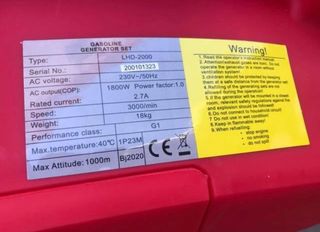 GASOLINE
GENERATOR SET
Type: LHD-2000
Serial No.: 200101323
AC voltage: 230V~/50Hz
AC output(COP): 1800W Power factor:1.0
2.7A
Rated current: 3000/min
Speed: 18kg
Weight: G1
Performance class:
Max.temperature:40℃ 1P23M
Max Attitude: 1000m Bj2020
CE
Warning!
1. Read the operator's instruction manual.
2. Attention/exhaust gases are toxic. Do not
operate the generator in a room without
ventilation system!
3. children should be protected by keeping
them at a safe distance from the generator set.
4. Refilling of the generating sets are not
allowed during the operation!
5. If the generator will be mounted in a closed
room, relevant safety regulations against the
and explosion should be followed.
6. Do not connect to household circuit!
7. Do not use in wet condition!
8. Keep in flammable away!
9. When refuelling:
- stop engine
- no smoking
- do not spill